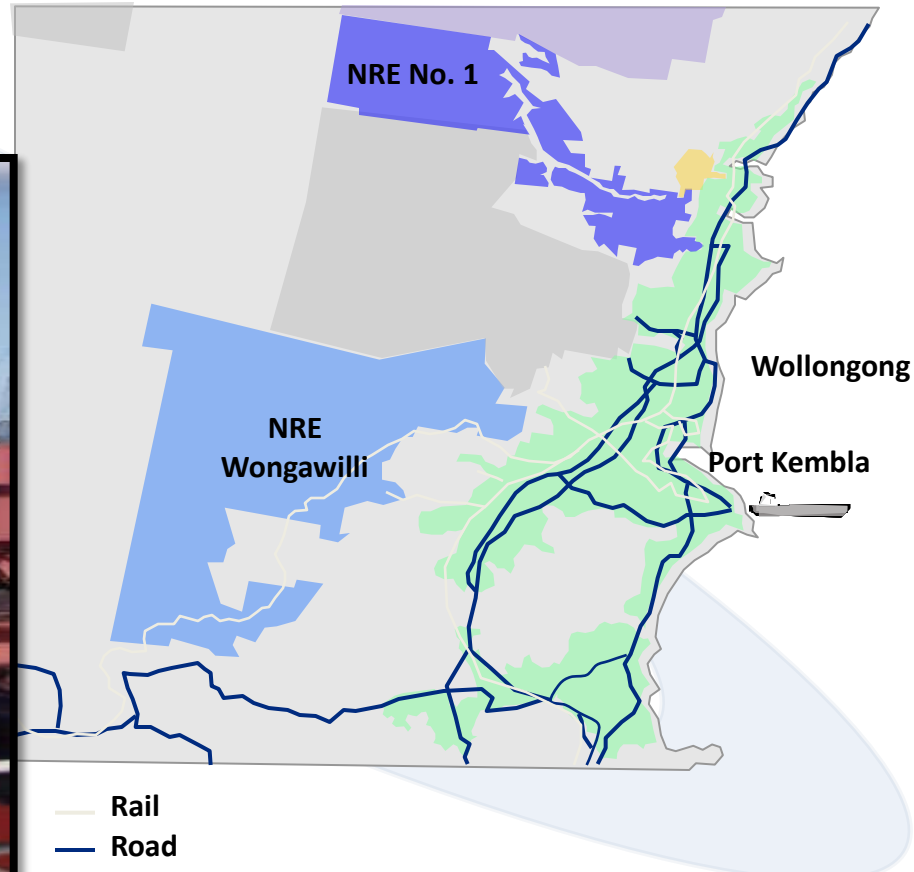 NRE No. 1
Wollongong
NRE
Wongawilli
Port Kembla
Rail
Road